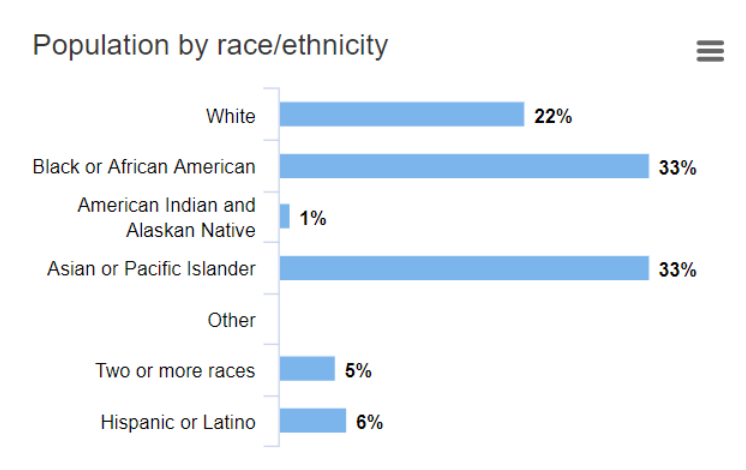 Population by race/ethnicity
White
22%
Black or African American
33%
American Indian and
Alaskan Native
1%
Asian or Pacific Islander
33%
Other
Two or more races
5%
Hispanic or Latino
6%